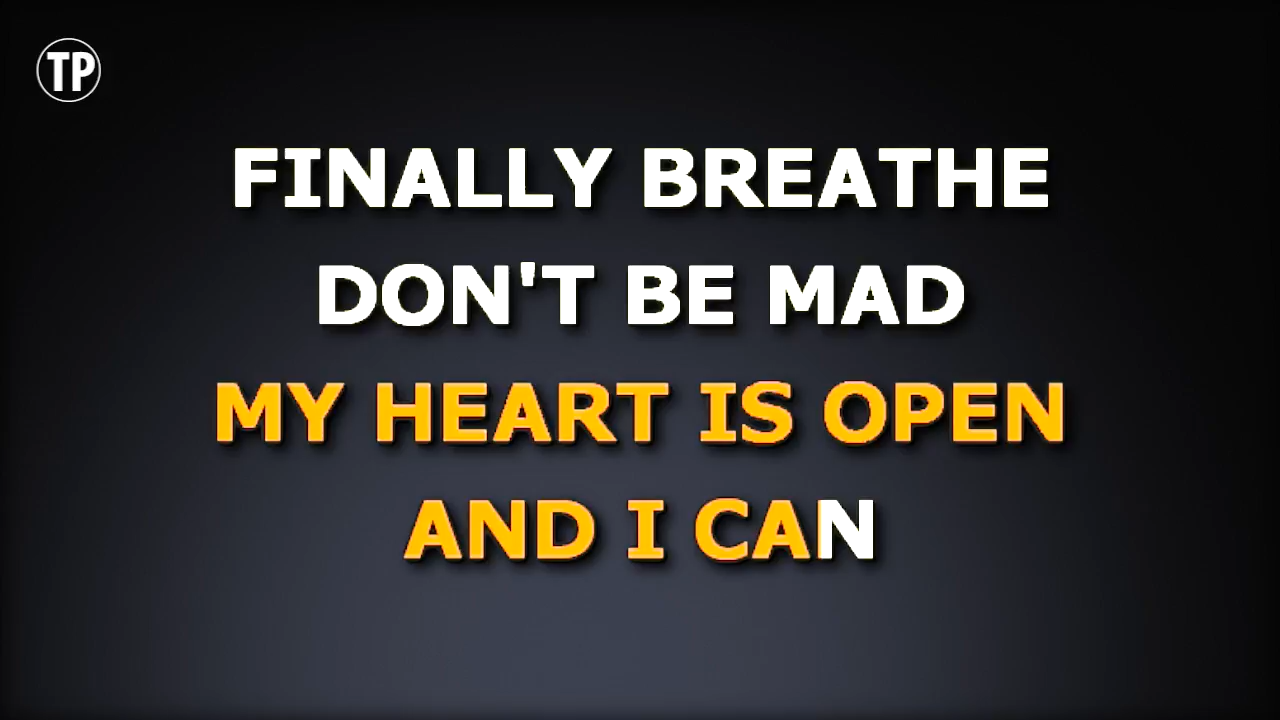 TP
FINALLY BREATHE
DON'T BE MAD
MY HEART IS OPEN
AND I CAN